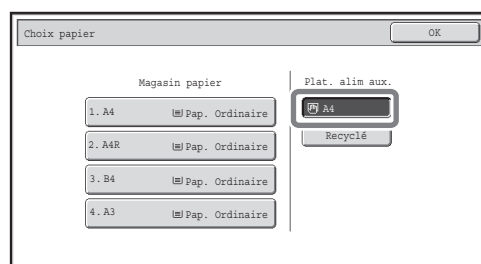 Choix papier
OK
Magasin papier
Plat. alim aux.
1. A4 Pap. Ordinaire
A4
2. A4R Pap. Ordinaire
Recyclé
3. B4 Pap. Ordinaire
4. A3 Pap. Ordinaire